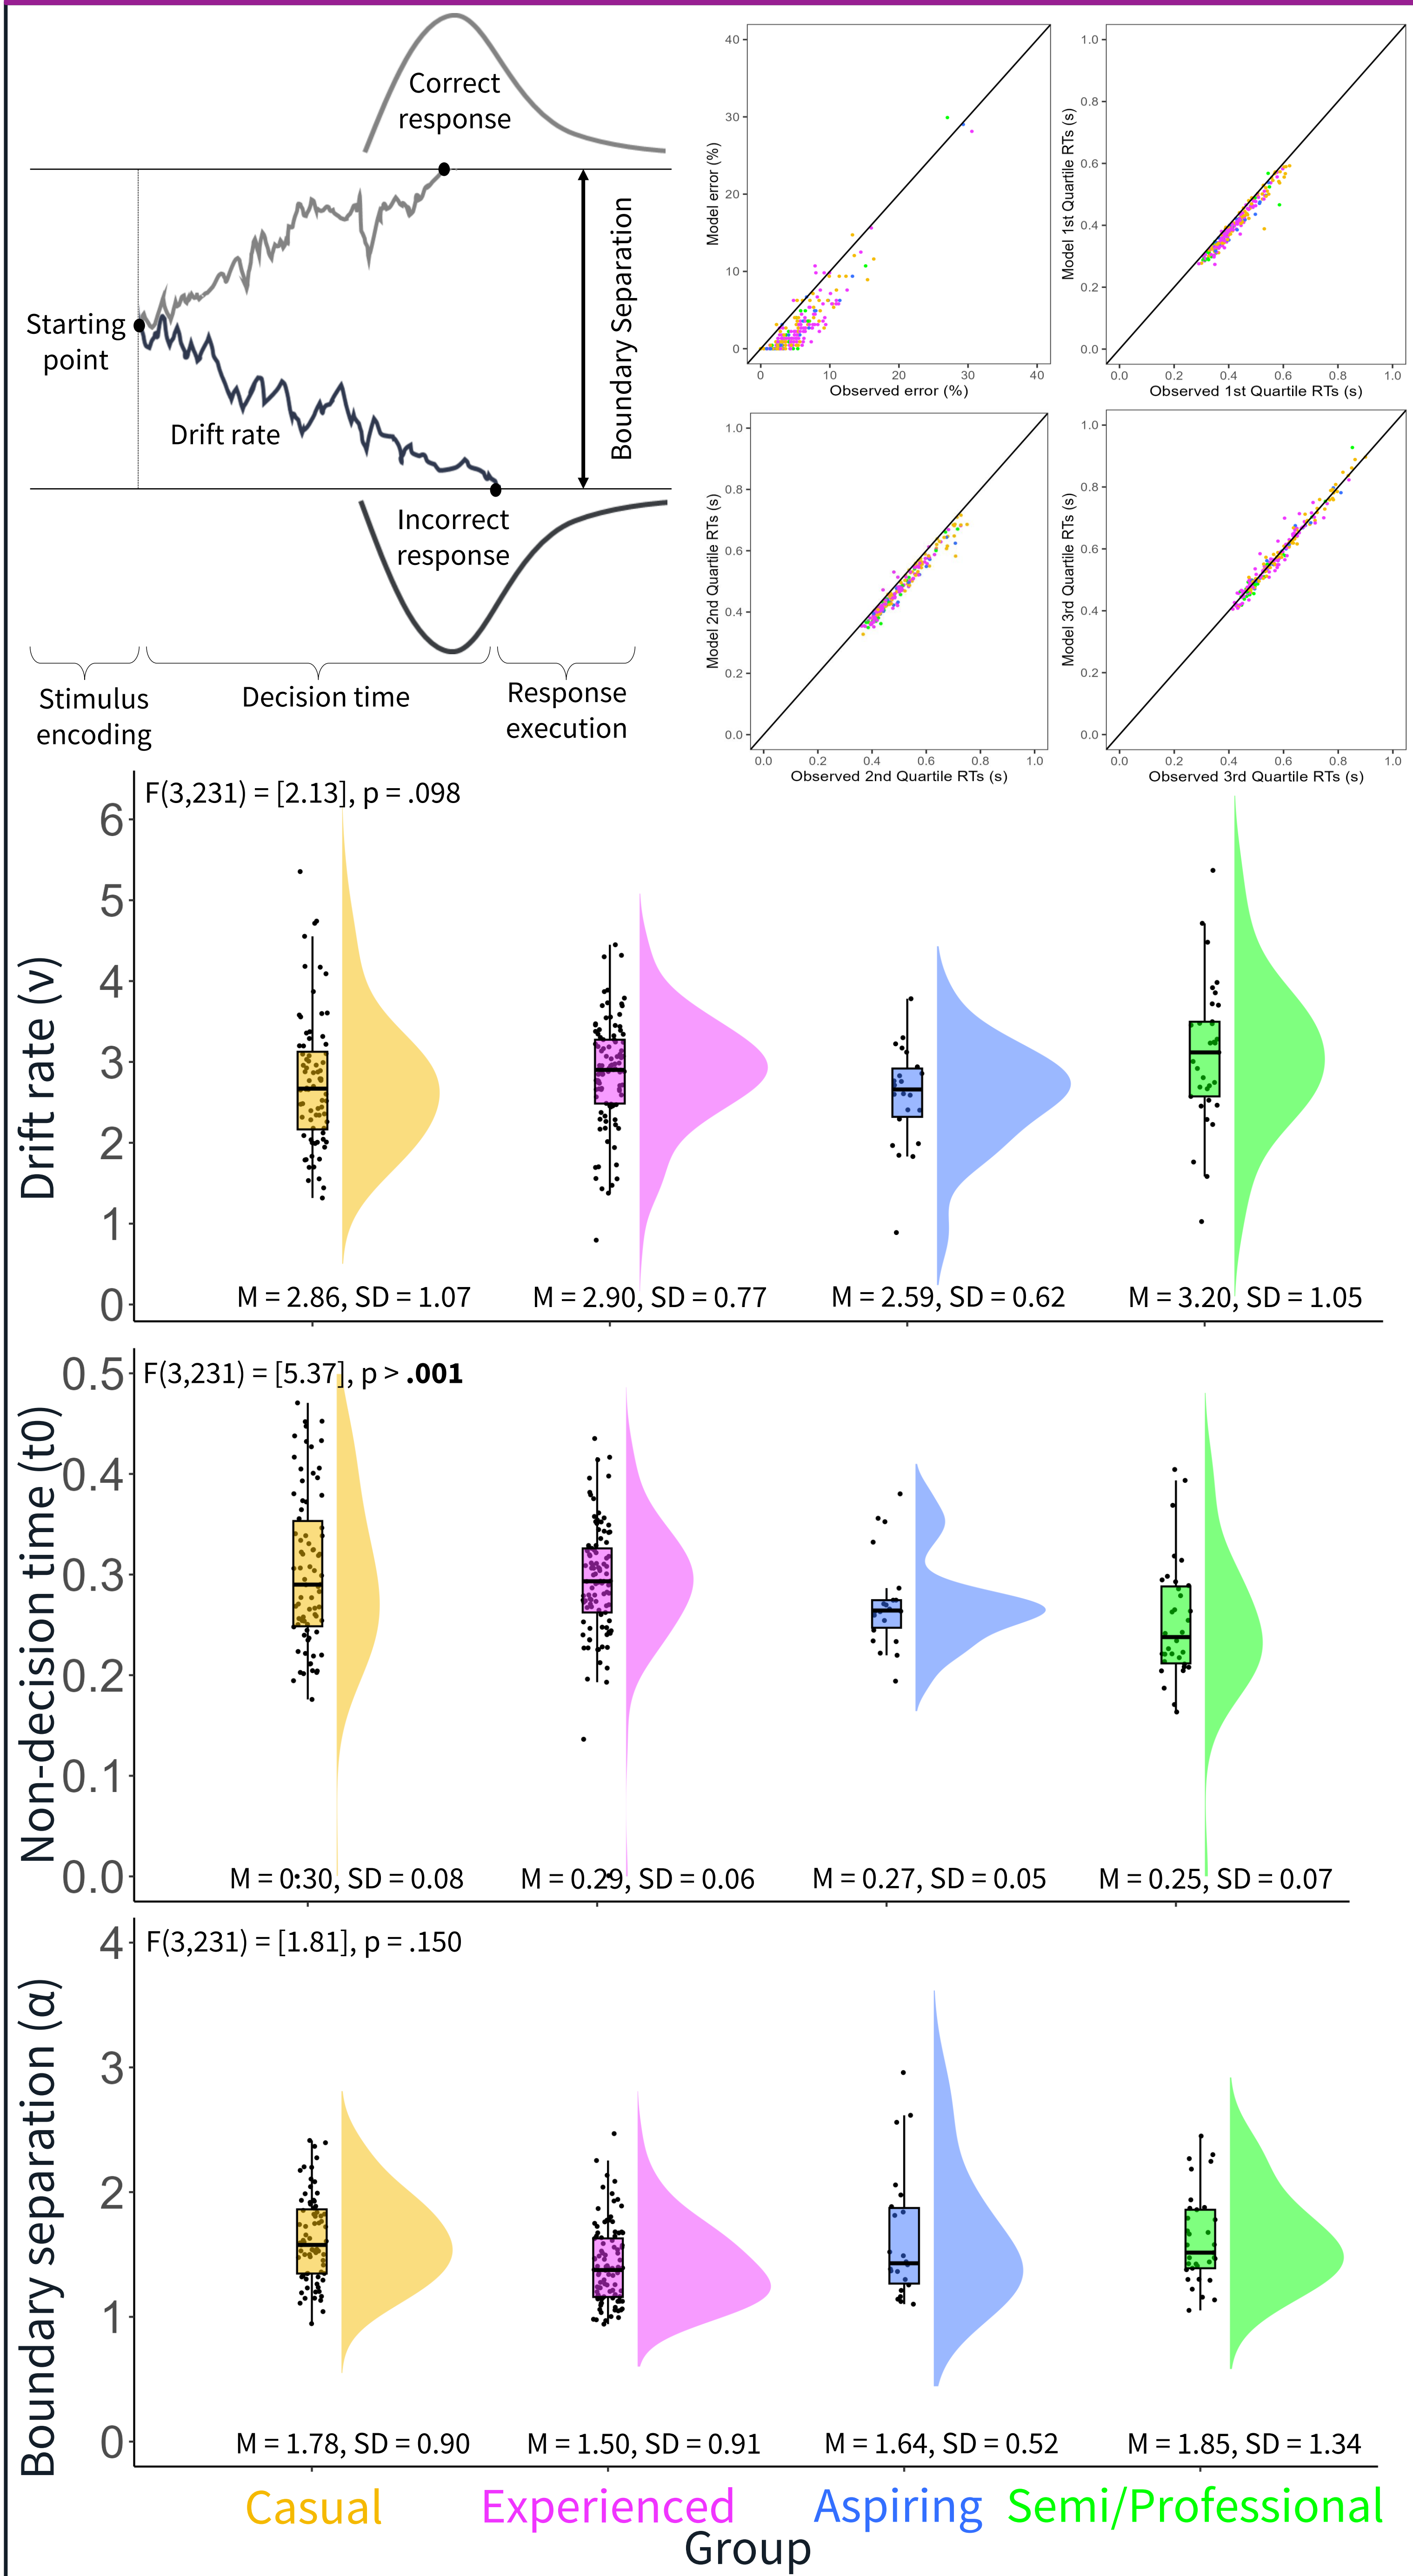 Correct
response
Starting
point
Drift rate
Boundary Separation
Incorrect
response
Stimulus
encoding
Decision time
Response
execution
Model error (%)
40
30
20
10
0
0 10 20 30 40
Observed error (%)
Model 1st Quartile RTs (s)
1.0
0.8
0.6
0.4
0.2
0.0
0.0 0.2 0.4 0.6 0.8 1.0
Observed 1st Quartile RTs (s)
Model 2nd Quartile RTs (s)
1.0
0.8
0.6
0.4
0.2
0.0
0.0 0.2 0.4 0.6 0.8 1.0
Observed 2nd Quartile RTs (s)
Model 3rd Quartile RTs (s)
1.0
0.8
0.6
0.4
0.2
0.0
0.0 0.2 0.4 0.6 0.8 1.0
Observed 3rd Quartile RTs (s)
Drift rate (ν)
F(3,231) = [2.13], p = .098
6
5
4
3
2
1
0
M = 2.86, SD = 1.07
M = 2.90, SD = 0.77
M = 2.59, SD = 0.62
M = 3.20, SD = 1.05
Non-decision time (t0)
F(3,231) = [5.37], p > .001
0.5
0.4
0.3
0.2
0.1
0.0
M = 0.30, SD = 0.08
M = 0.29, SD = 0.06
M = 0.27, SD = 0.05
M = 0.25, SD = 0.07
Boundary separation (α)
F(3,231) = [1.81], p = .150
4
3
2
1
0
M = 1.78, SD = 0.90
M = 1.50, SD = 0.91
M = 1.64, SD = 0.52
M = 1.85, SD = 1.34
Casual
Experienced
Aspiring
Semi/Professional
Group